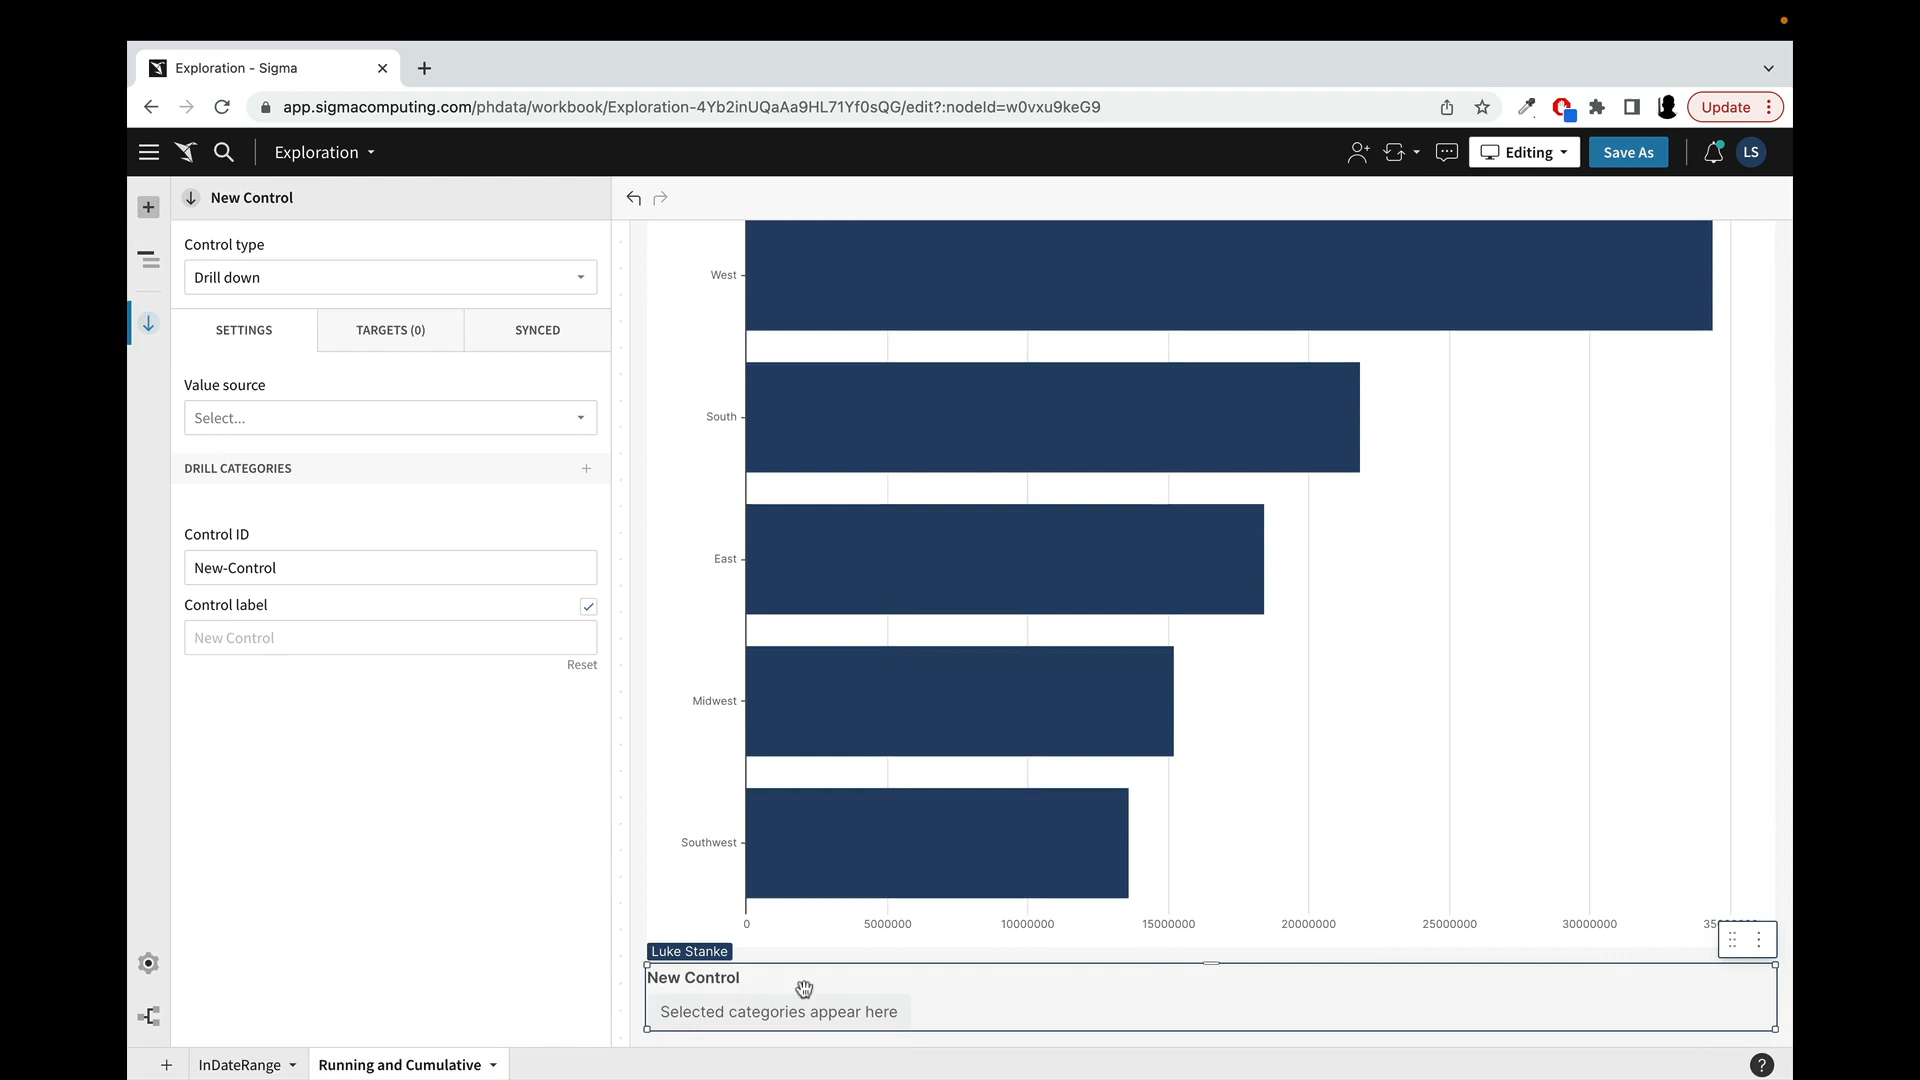 Exploration - Sigma
app.sigmacomputing.com/phdata/workbook/Exploration-4Yb2inUQaAa9HL71Yf0sQG/edit?:nodeId=w0vxu9keG9
Update
Exploration
Editing
Save As
LS
New Control
Control type
Drill down
SETTINGS
TARGETS (0)
SYNCED
Value source
Select...
DRILL CATEGORIES
Control ID
New-Control
Control label
New Control
Reset
West
South
East
Midwest
Southwest
0
5000000
10000000
15000000
20000000
25000000
30000000
Luke Stanke
New Control
Selected categories appear here
InDateRange
Running and Cumulative